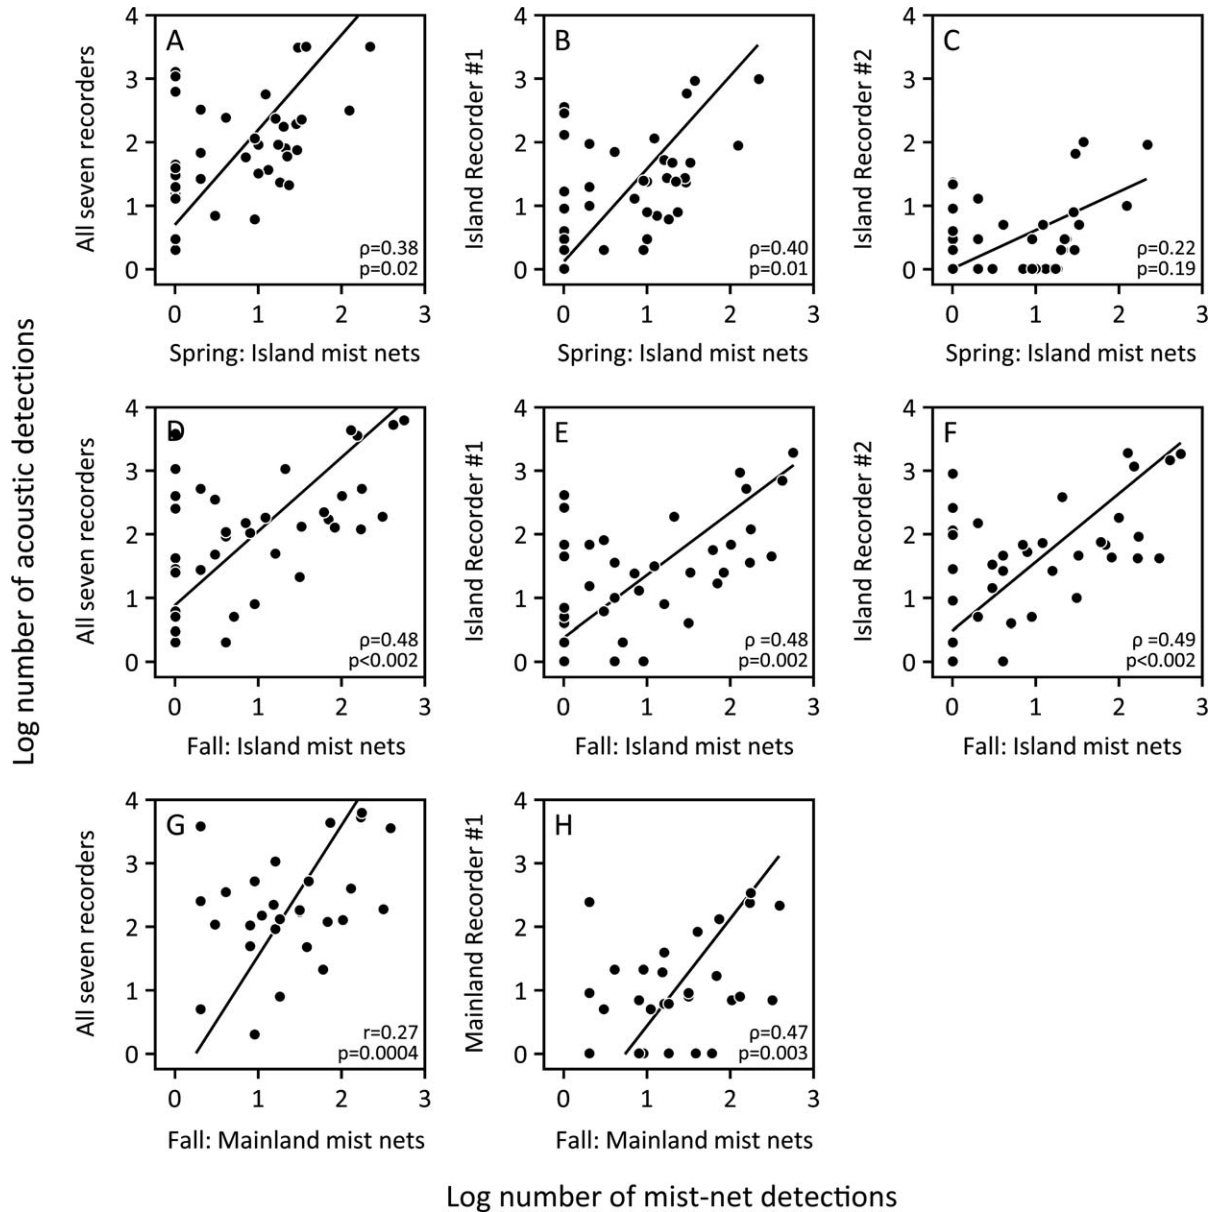 Log number of acoustic detections
All seven recorders
A
4
3
2
1
0
ρ=0.38
p=0.02
0 1 2 3
Spring: Island mist nets
Island Recorder #1
B
4
3
2
1
0
ρ=0.40
p=0.01
0 1 2 3
Spring: Island mist nets
Island Recorder #2
C
4
3
2
1
0
ρ=0.22
p=0.19
0 1 2 3
Spring: Island mist nets
All seven recorders
D
4
3
2
1
0
ρ=0.48
p<0.002
0 1 2 3
Fall: Island mist nets
Island Recorder #1
E
4
3
2
1
0
ρ =0.48
p=0.002
0 1 2 3
Fall: Island mist nets
Island Recorder #2
F
4
3
2
1
0
ρ =0.49
p<0.002
0 1 2 3
Fall: Island mist nets
All seven recorders
G
4
3
2
1
0
r=0.27
p=0.0004
0 1 2 3
Fall: Mainland mist nets
Mainland Recorder #1
H
4
3
2
1
0
ρ=0.47
p=0.003
0 1 2 3
Fall: Mainland mist nets
Log number of mist-net detections